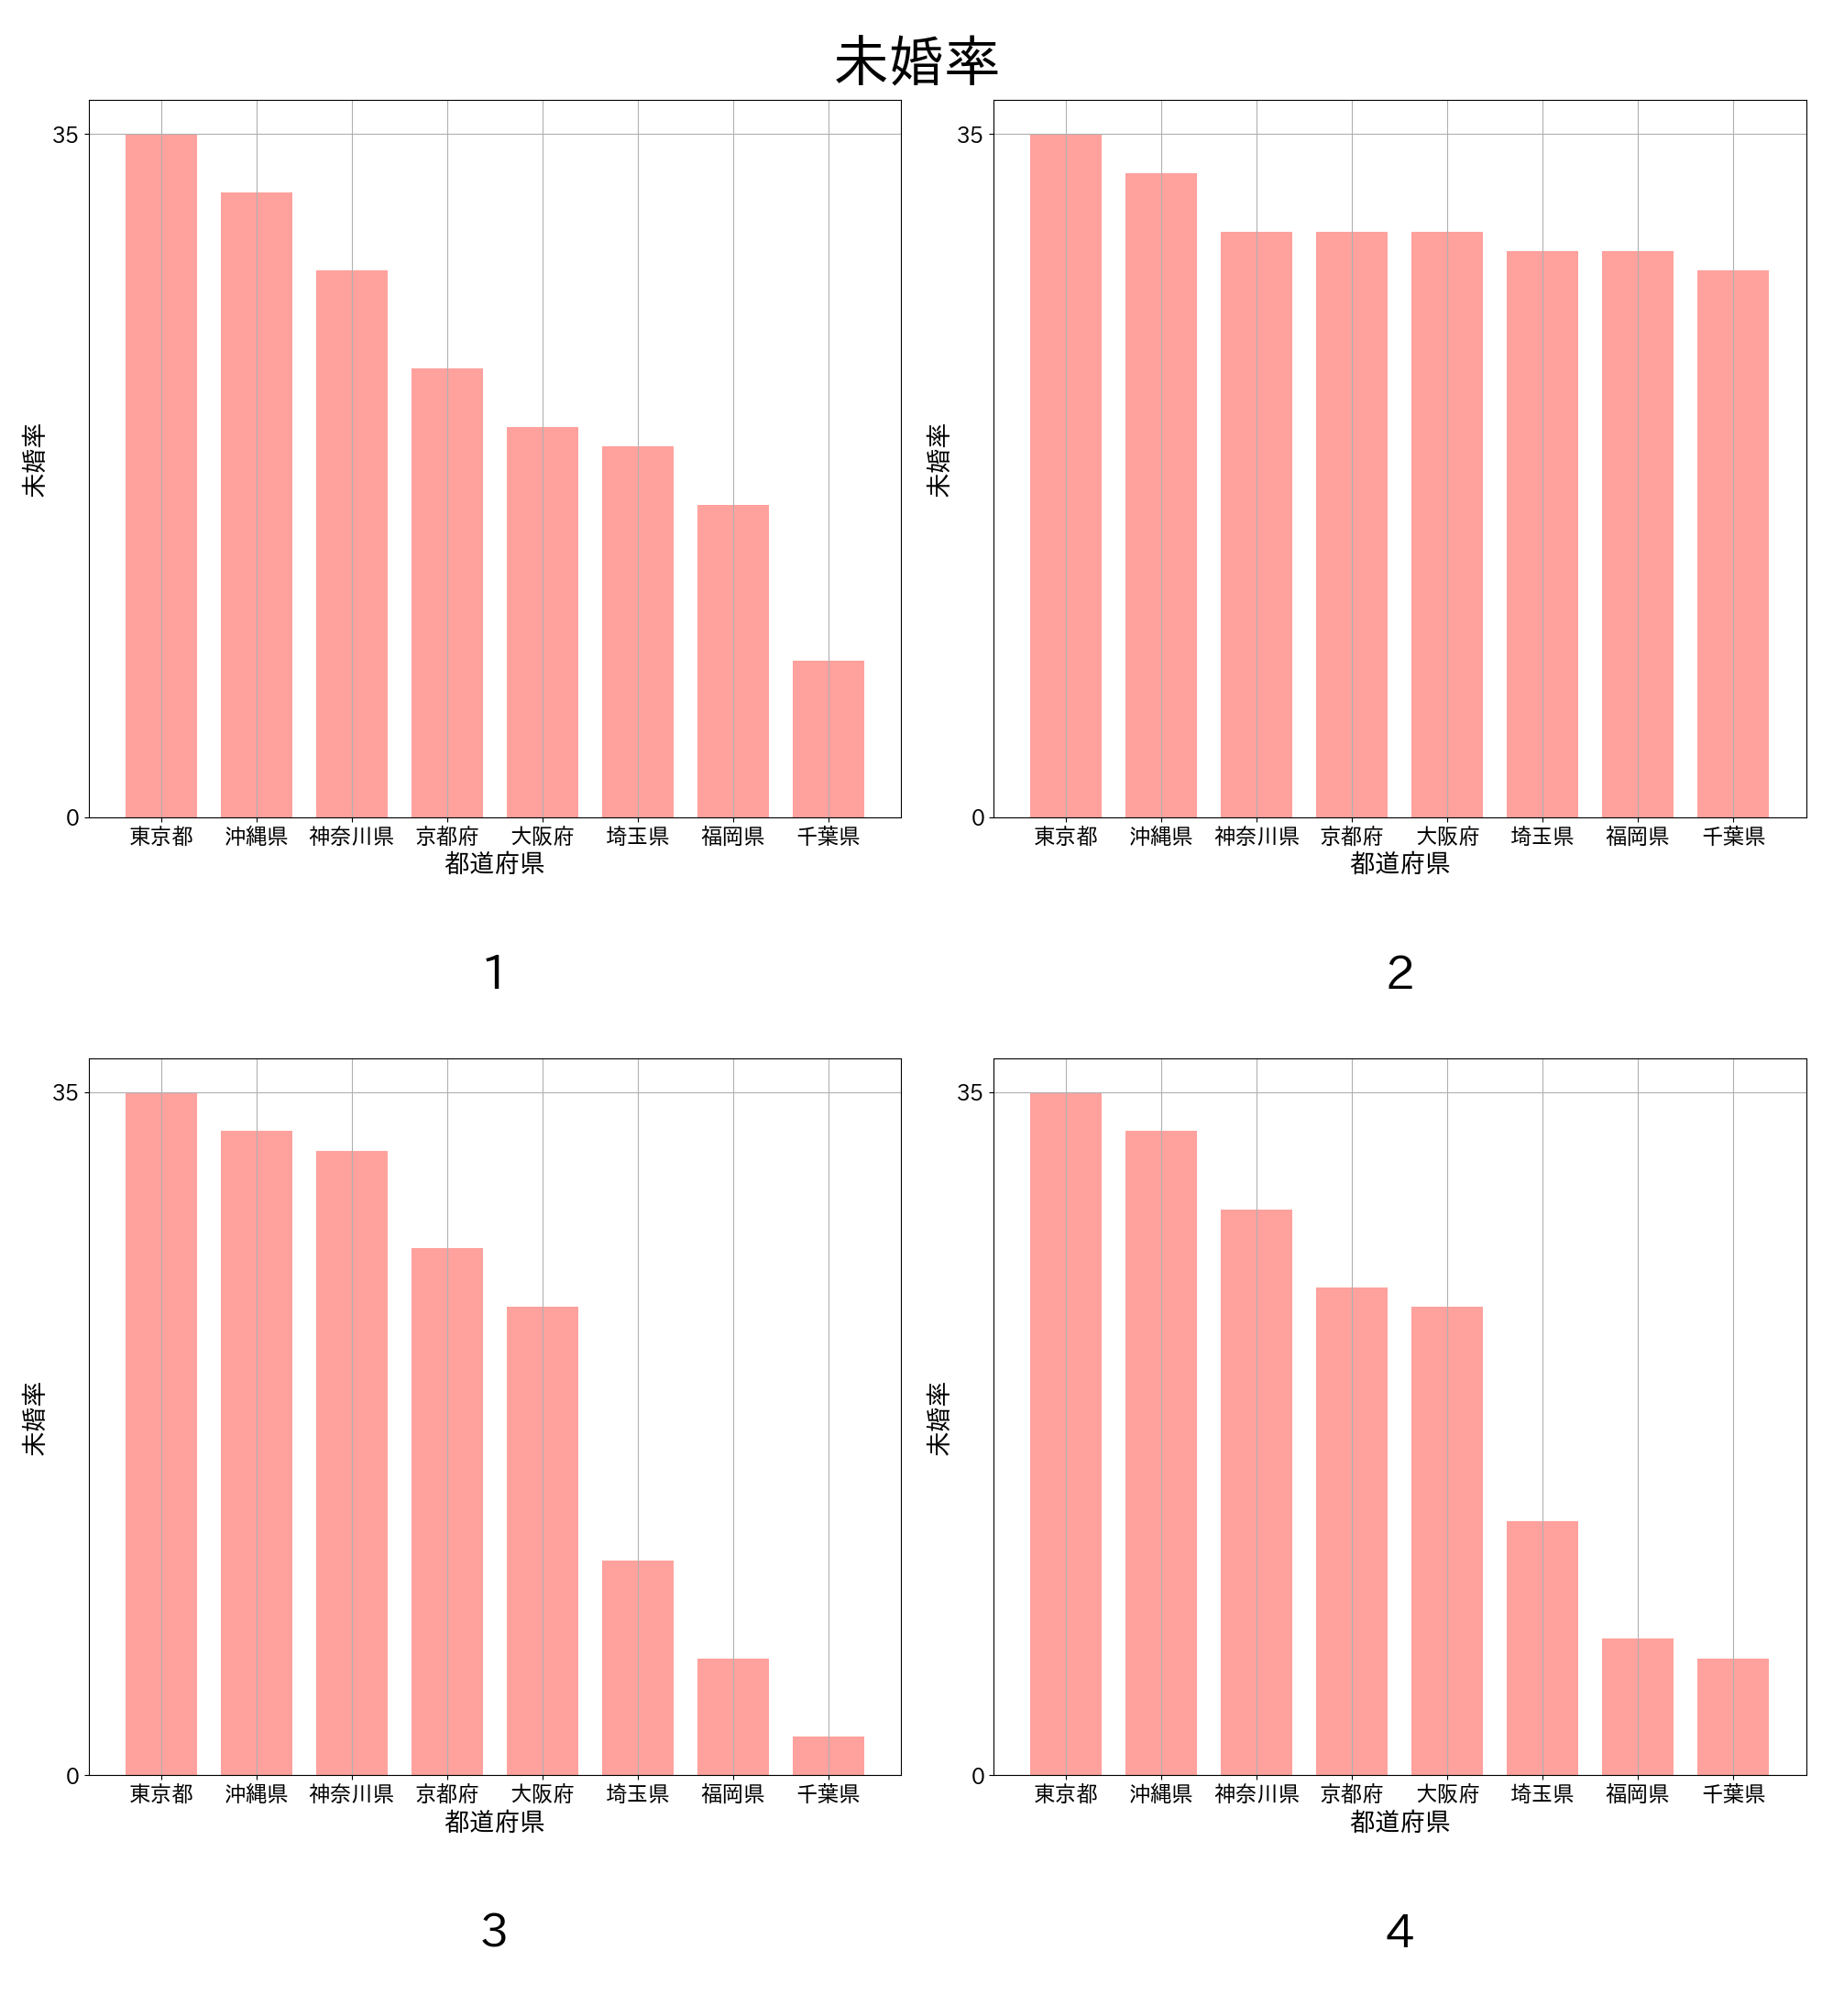 未婚率
35
0
未婚率
東京都 沖縄県 神奈川県 京都府 大阪府 埼玉県 福岡県 千葉県
都道府県
1
35
0
未婚率
東京都 沖縄県 神奈川県 京都府 大阪府 埼玉県 福岡県 千葉県
都道府県
2
35
0
未婚率
東京都 沖縄県 神奈川県 京都府 大阪府 埼玉県 福岡県 千葉県
都道府県
3
35
0
未婚率
東京都 沖縄県 神奈川県 京都府 大阪府 埼玉県 福岡県 千葉県
都道府県
4